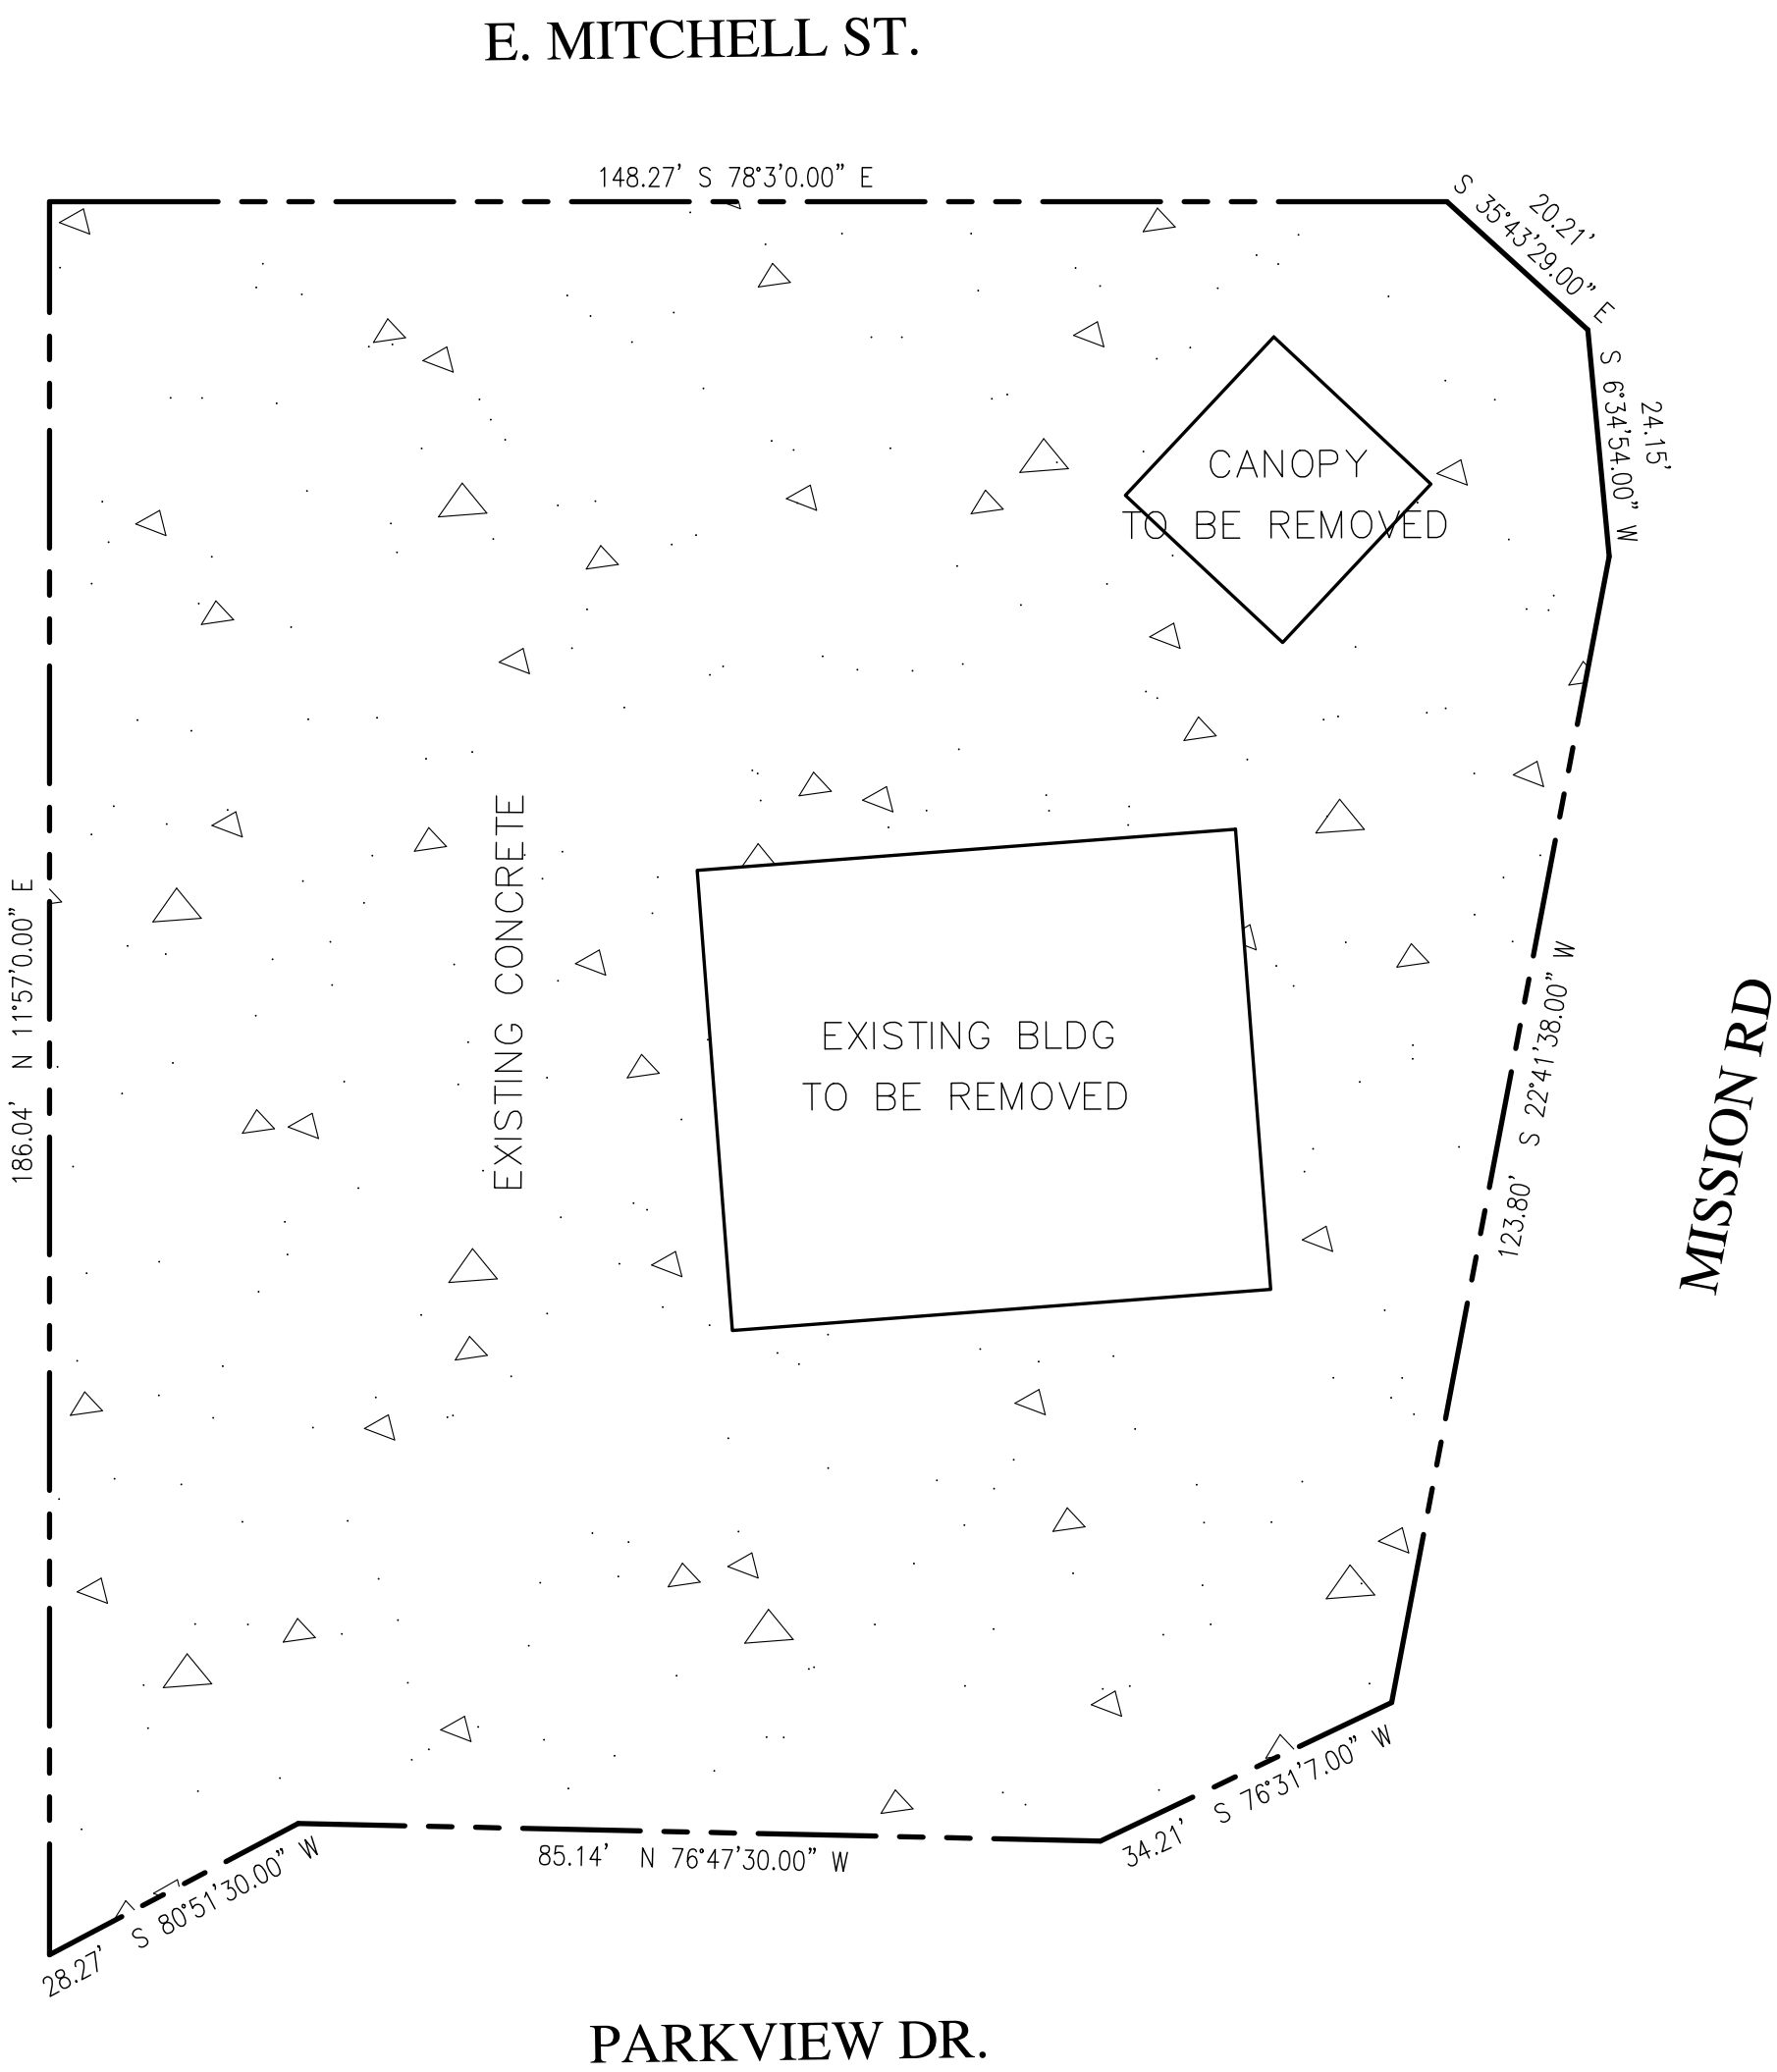 E. MITCHELL ST.
148.27' S 78°3'0.00" E
20.21'
S 35°43'29.00" E
24.15'
S 6°34'54.00" W
CANOPY
TO BE REMOVED
EXISTING CONCRETE
186.04' N 11°57'0.00" E
EXISTING BLDG
TO BE REMOVED
123.80' S 22°41'38.00" W
MISSION RD
34.21' S 76°31'7.00" W
85.14' N 76°47'30.00" W
28.27' S 80°51'30.00" W
PARKVIEW DR.